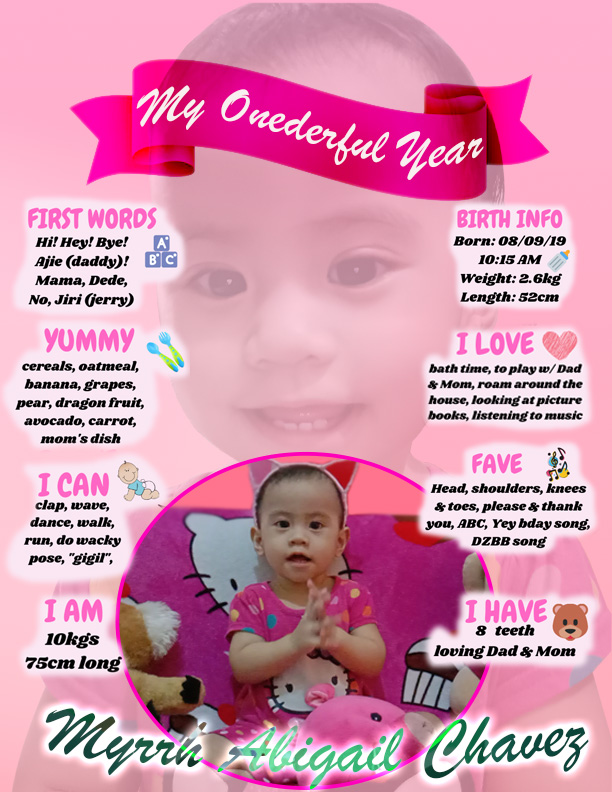 My Onederful Year
FIRST WORDS
Hi! Hey! Bye!
Ajie (daddy)!
Mama, Dede,
No, Jiri (jerry)
A
B C
BIRTH INFO
Born: 08/09/19
10:15 AM
Weight: 2.6kg
Length: 52cm
YUMMY
cereals, oatmeal,
banana, grapes,
pear, dragon fruit,
avocado, carrot,
mom's dish
I LOVE
bath time, to play w/ Dad
& Mom, roam around the
house, looking at picture
books, listening to music
I CAN
clap, wave,
dance, walk,
run, do wacky
pose, "gigil",
FAVE
Head, shoulders, knees
& toes, please & thank
you, ABC, Yey bday song,
DZBB song
I AM
10kgs
75cm long
I HAVE
8 teeth
loving Dad & Mom
Myrrh Abigail Chavez